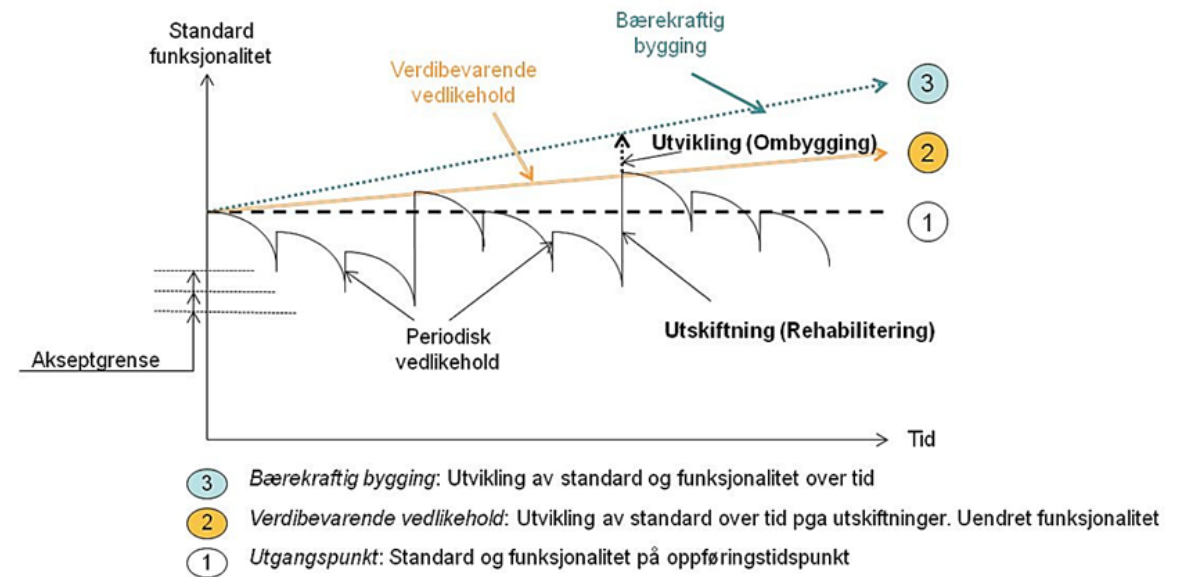 Standard
funksjonalitet
Bærekraftig
bygging
Verdibevarende
vedlikehold
3
Utvikling (Ombygging)
2
1
Periodisk
vedlikehold
Utskiftning (Rehabilitering)
Akseptgrense
Tid
3 Bærekraftig bygging: Utvikling av standard og funksjonalitet over tid
2 Verdibevarende vedlikehold: Utvikling av standard over tid pga utskiftninger. Uendret funksjonalitet
1 Utgangspunkt: Standard og funksjonalitet på oppføringstidspunkt